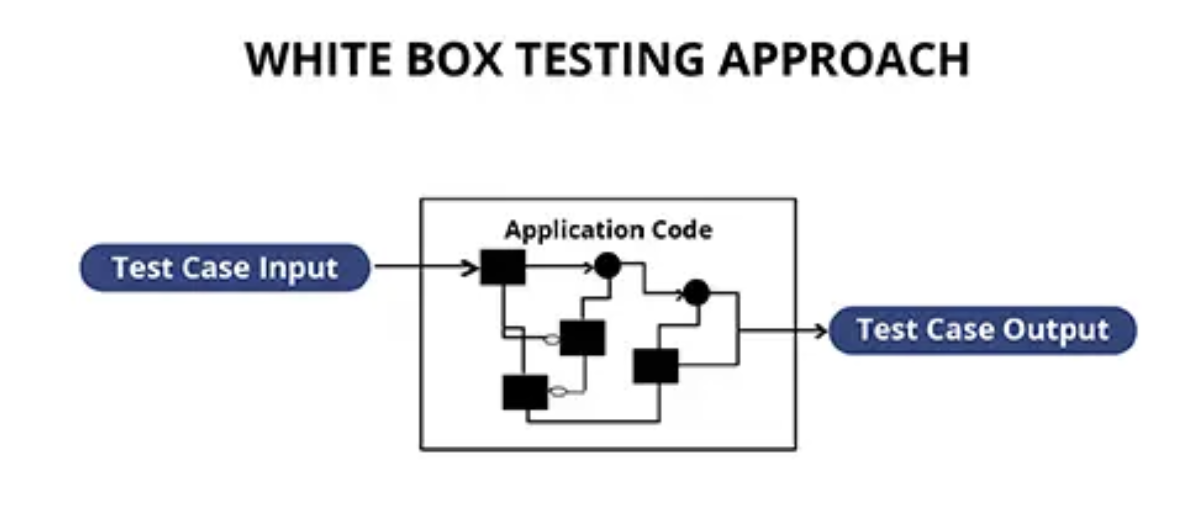 WHITE BOX TESTING APPROACH
Application Code
Test Case Input
Test Case Output